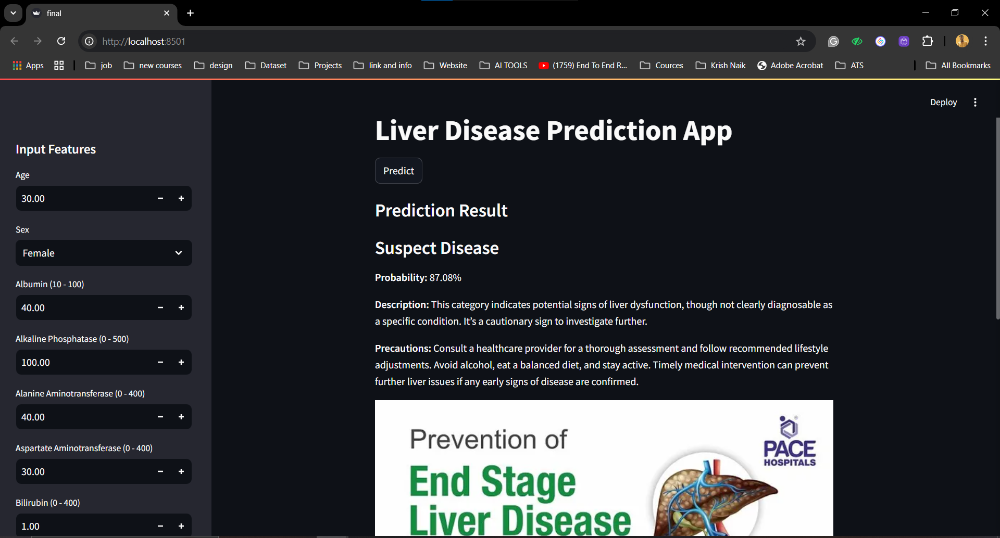 final
http://localhost:8501
Apps
job
new courses
design
Dataset
Projects
link and info
Website
AI TOOLS
(1759) End To End R...
Cources
Krish Naik
Adobe Acrobat
ATS
All Bookmarks
Deploy
Input Features
Age
30.00
Sex
Female
Albumin (10 - 100)
40.00
Alkaline Phosphatase (0 - 500)
100.00
Alanine Aminotransferase (0 - 400)
40.00
Aspartate Aminotransferase (0 - 400)
30.00
Bilirubin (0 - 400)
1.00
Liver Disease Prediction App
Predict
Prediction Result
Suspect Disease
Probability: 87.08%
Description: This category indicates potential signs of liver dysfunction, though not clearly diagnosable as
a specific condition. It’s a cautionary sign to investigate further.
Precautions: Consult a healthcare provider for a thorough assessment and follow recommended lifestyle
adjustments. Avoid alcohol, eat a balanced diet, and stay active. Timely medical intervention can prevent
further liver issues if any early signs of disease are confirmed.
Prevention of
End Stage
Liver Disease
PACE
HOSPITALS